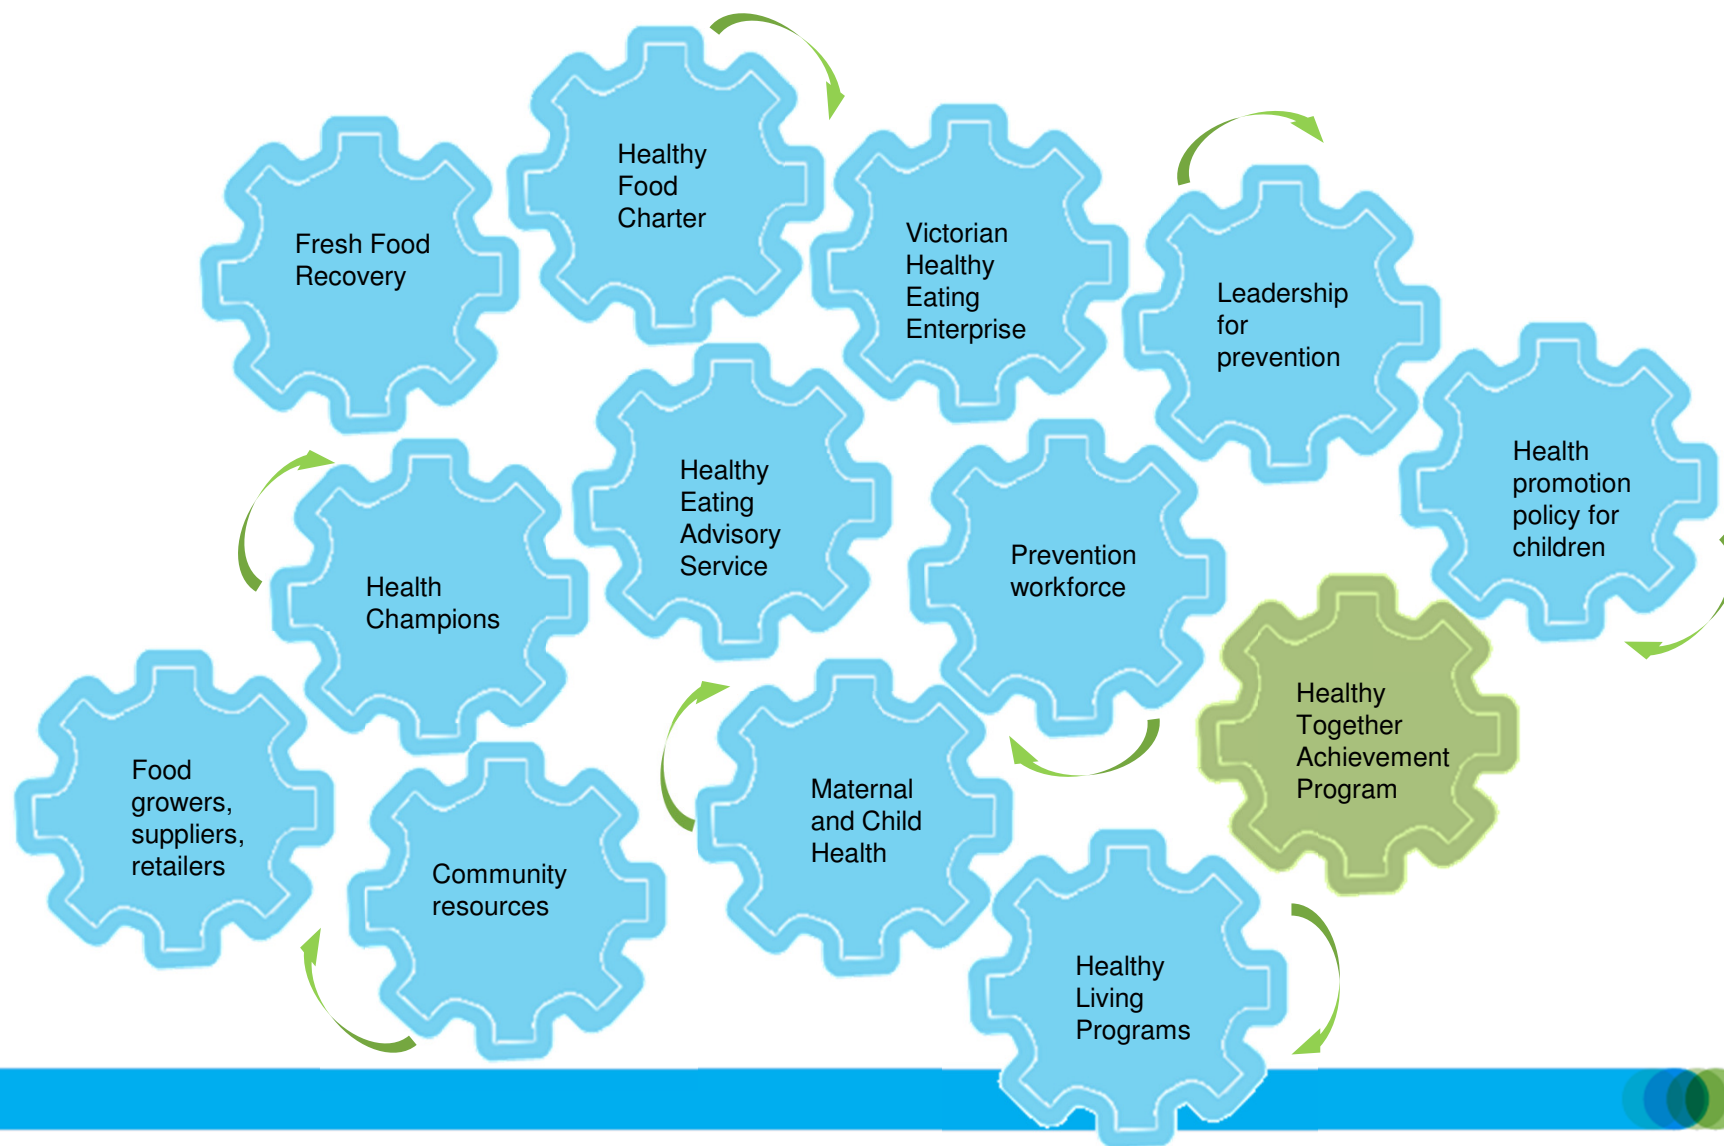 Healthy
Food
Charter
Fresh Food
Recovery
Victorian
Healthy
Eating
Enterprise
Leadership
for
prevention
Health
promotion
policy for
children
Healthy
Eating
Advisory
Service
Prevention
workforce
Health
Champions
Healthy
Together
Achievement
Program
Food
growers,
suppliers,
retailers
Maternal
and Child
Health
Community
resources
Healthy
Living
Programs